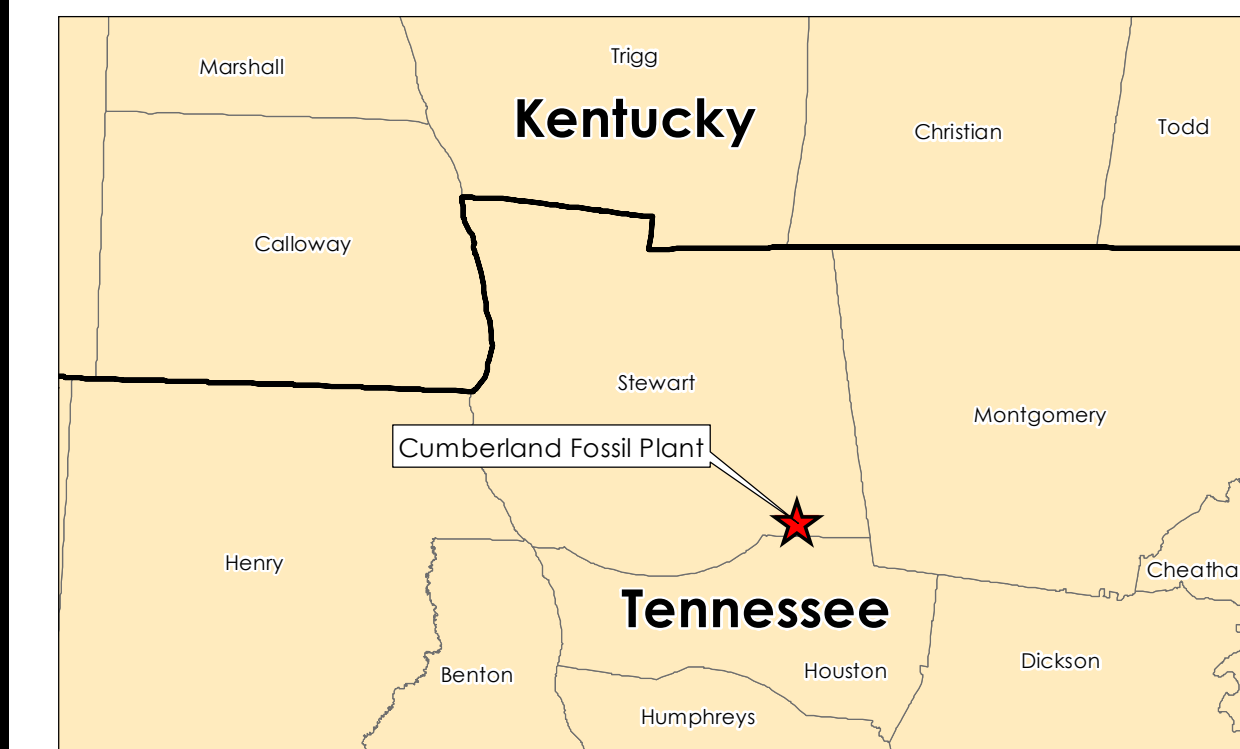 Trigg
Marshall
Kentucky
Todd
Christian
Calloway
Stewart
Montgomery
Cumberland Fossil Plant
Henry
Cheatha
Tennessee
Dickson
Houston
Benton
Humphreys